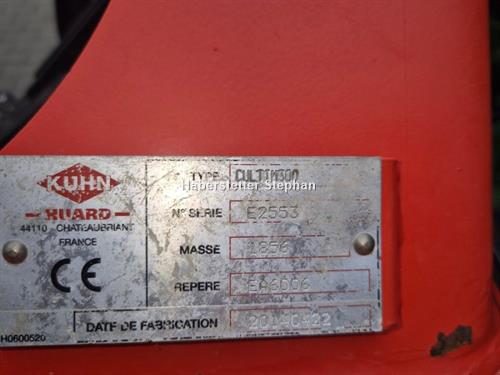 KUHN
HUARD
44110 - CHATEAUBRIANT
FRANCE
CE
H0600520
TYPE CULTIM300
Haberstetter Stephan
N° SERIE E2553
MASSE 1856
REPERE EA6D06
DATE DE FABRICATION